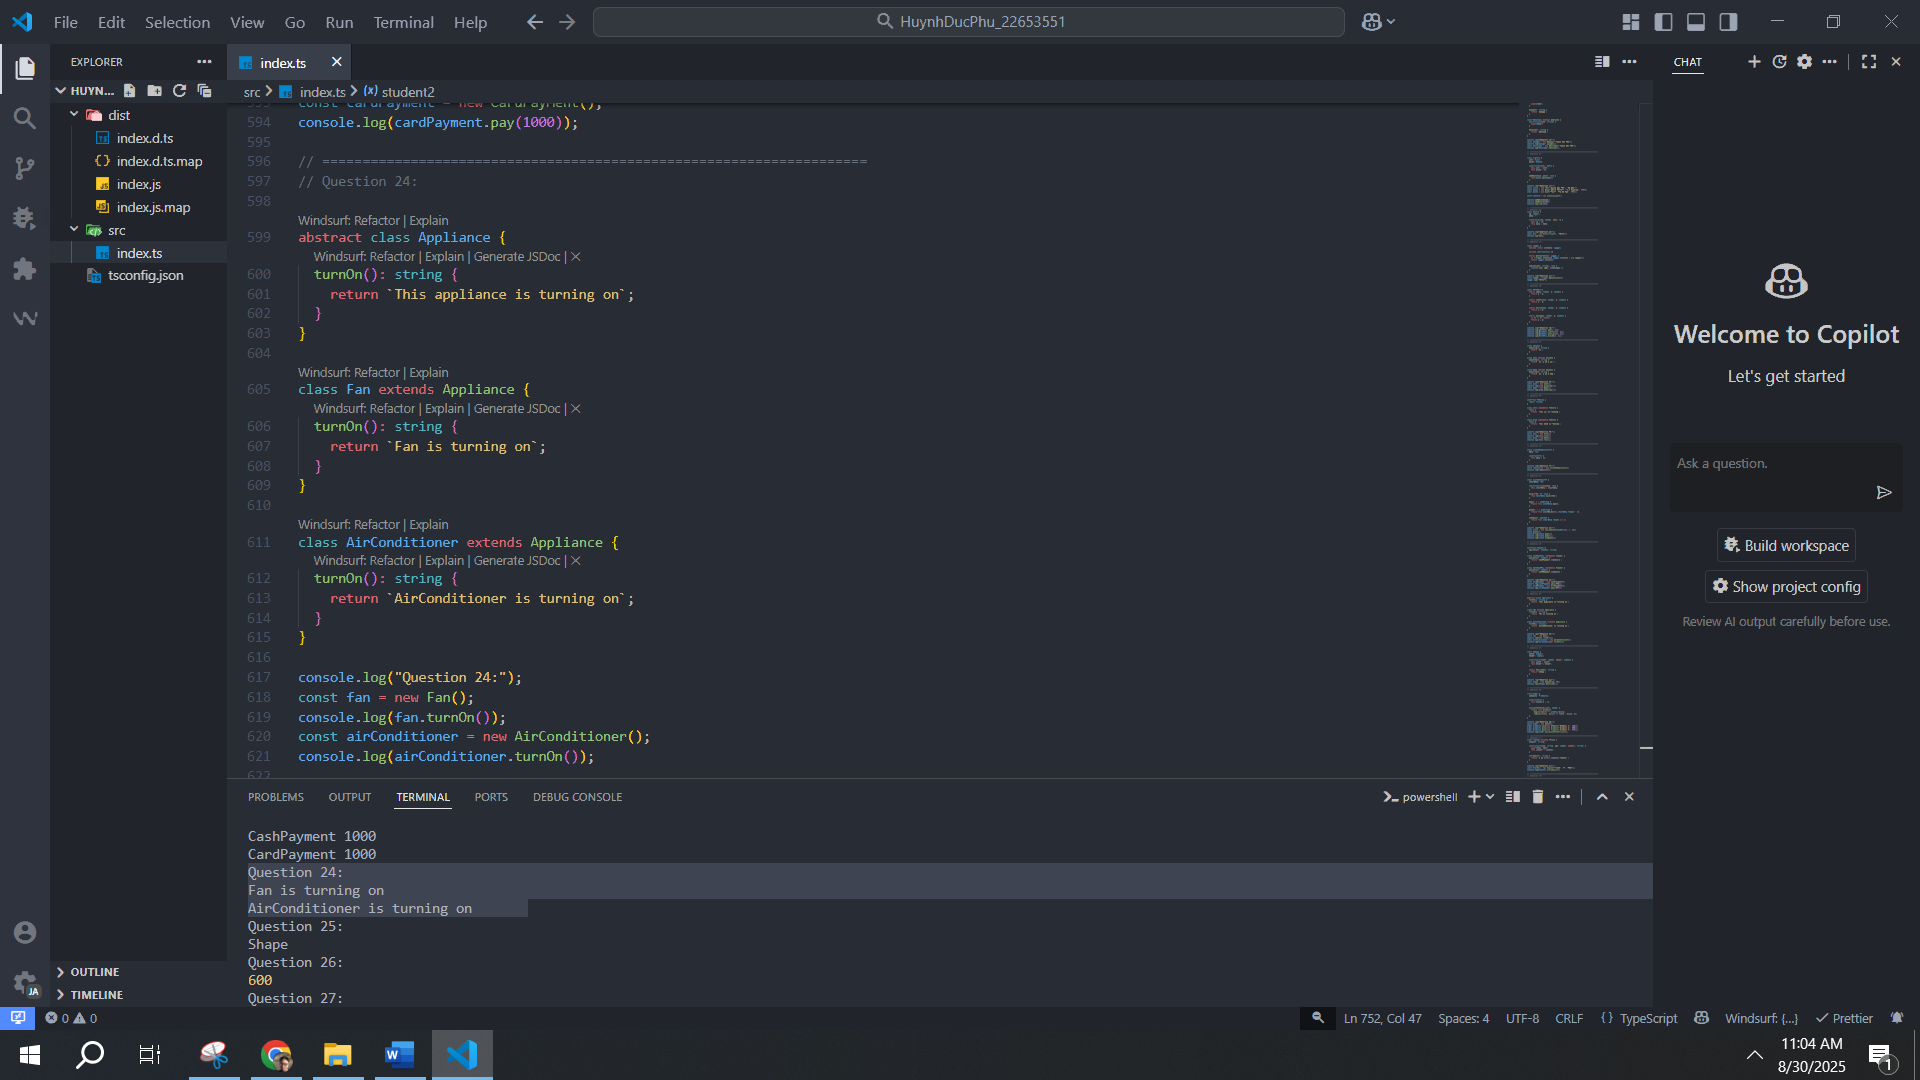 File Edit Selection View Go Run Terminal Help
HuynhDucPhu_22653551
EXPLORER
HUYN...
dist
index.d.ts
index.d.ts.map
index.js
index.js.map
src
index.ts
tsconfig.json
OUTLINE
TIMELINE
index.ts
src > index.ts > student2
593 const cardPayment = new CardPayment();
594 console.log(cardPayment.pay(1000));
595
596 // ====================================================================
597 // Question 24:
598
Windsurf: Refactor | Explain
599 abstract class Appliance {
Windsurf: Refactor | Explain | Generate JSDoc | X
600 turnOn(): string {
601 return `This appliance is turning on`;
602 }
603 }
604
Windsurf: Refactor | Explain
605 class Fan extends Appliance {
Windsurf: Refactor | Explain | Generate JSDoc | X
606 turnOn(): string {
607 return `Fan is turning on`;
608 }
609 }
610
Windsurf: Refactor | Explain
611 class AirConditioner extends Appliance {
Windsurf: Refactor | Explain | Generate JSDoc | X
612 turnOn(): string {
613 return `AirConditioner is turning on`;
614 }
615 }
616
617 console.log("Question 24:");
618 const fan = new Fan();
619 console.log(fan.turnOn());
620 const airConditioner = new AirConditioner();
621 console.log(airConditioner.turnOn());
622
PROBLEMS OUTPUT TERMINAL PORTS DEBUG CONSOLE
powershell
CashPayment 1000
CardPayment 1000
Question 24:
Fan is turning on
AirConditioner is turning on
Question 25:
Shape
Question 26:
600
Question 27:
CHAT
Welcome to Copilot
Let's get started
Ask a question.
Build workspace
Show project config
Review AI output carefully before use.
JA
0 0
Ln 752, Col 47 Spaces: 4 UTF-8 CRLF {} TypeScript Windsurf: {...} Prettier
11:04 AM
8/30/2025
1